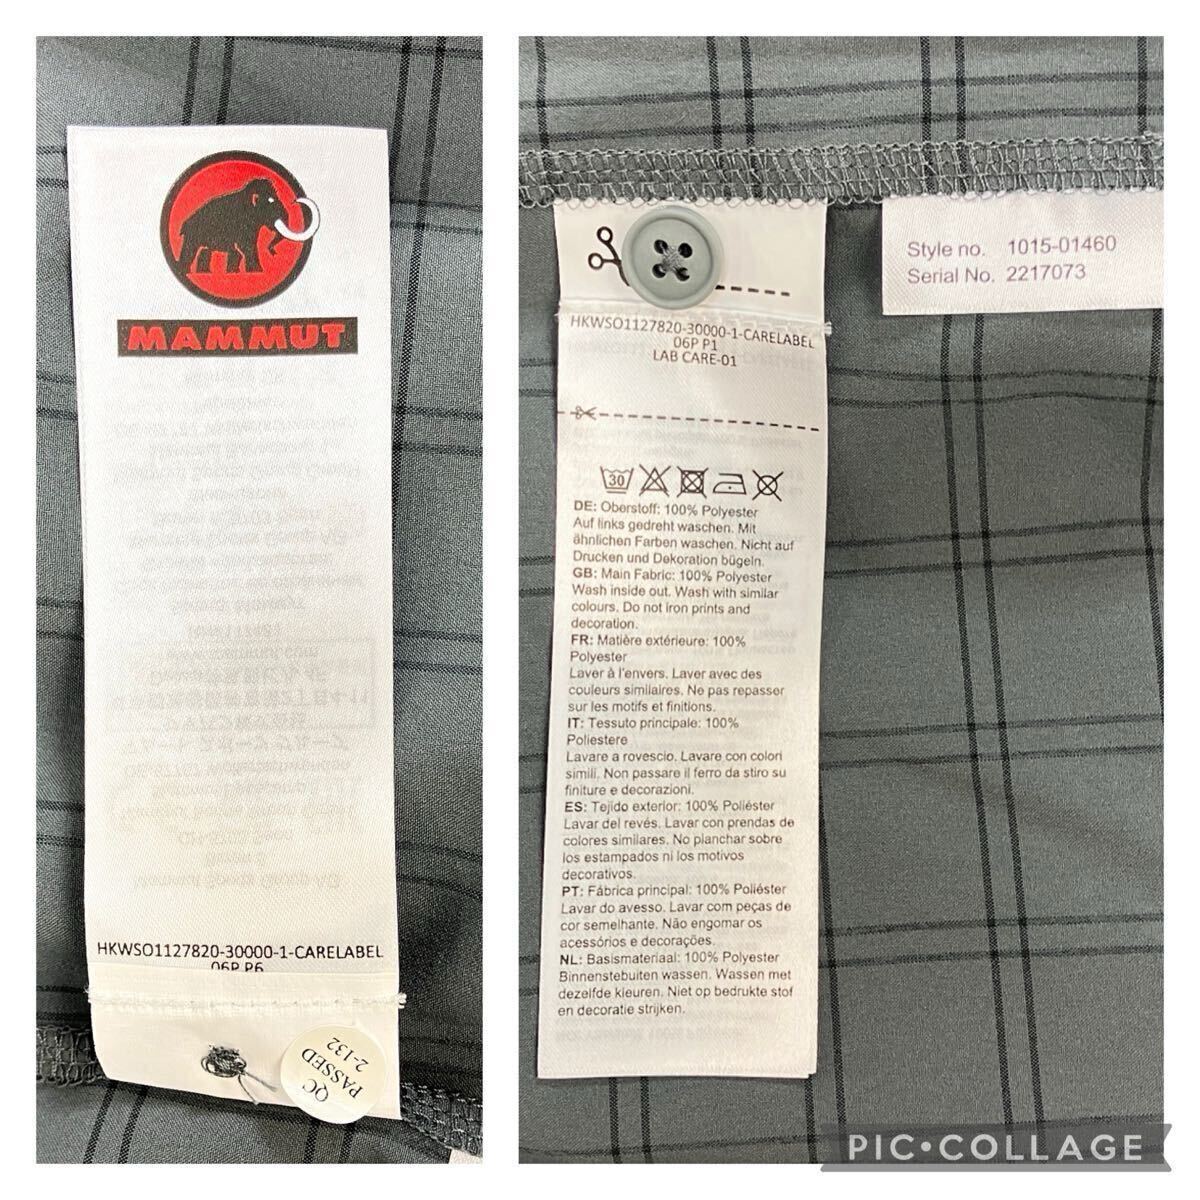 MAMMUT
HKWSO1127820-30000-1-CARELABEL
06P P6
QC
PASSED
2-132
HKWSO1127820-30000-1-CARELABEL
06P P1
LAB CARE-01
30
DE: Oberstoff: 100% Polyester
Auf links gedreht waschen. Mit
ähnlichen Farben waschen. Nicht auf
Drucken und Dekoration bügeln.
GB: Main Fabric: 100% Polyester
Wash inside out. Wash with similar
colours. Do not iron prints and
decoration.
FR: Matière extérieure: 100%
Polyester
Laver à l'envers. Laver avec des
couleurs similaires. Ne pas repasser
sur les motifs et finitions.
IT: Tessuto principale: 100%
Poliestere
Lavare a rovescio. Lavare con colori
simili. Non passare il ferro da stiro su
finiture e decorazioni.
ES: Tejido exterior: 100% Poliéster
Lavar del revés. Lavar con prendas de
colores similares. No planchar sobre
los estampados ni los motivos
decorativos.
PT: Fábrica principal: 100% Poliéster
Lavar do avesso. Lavar com peças de
cor semelhante. Não engomar os
acessórios e decorações.
NL: Basismateriaal: 100% Polyester
Binnenstebuiten wassen. Wassen met
dezelfde kleuren. Niet op bedrukte stof
en decoratie strijken.
Style no. 1015-01460
Serial No. 2217073
PIC•COLLAGE